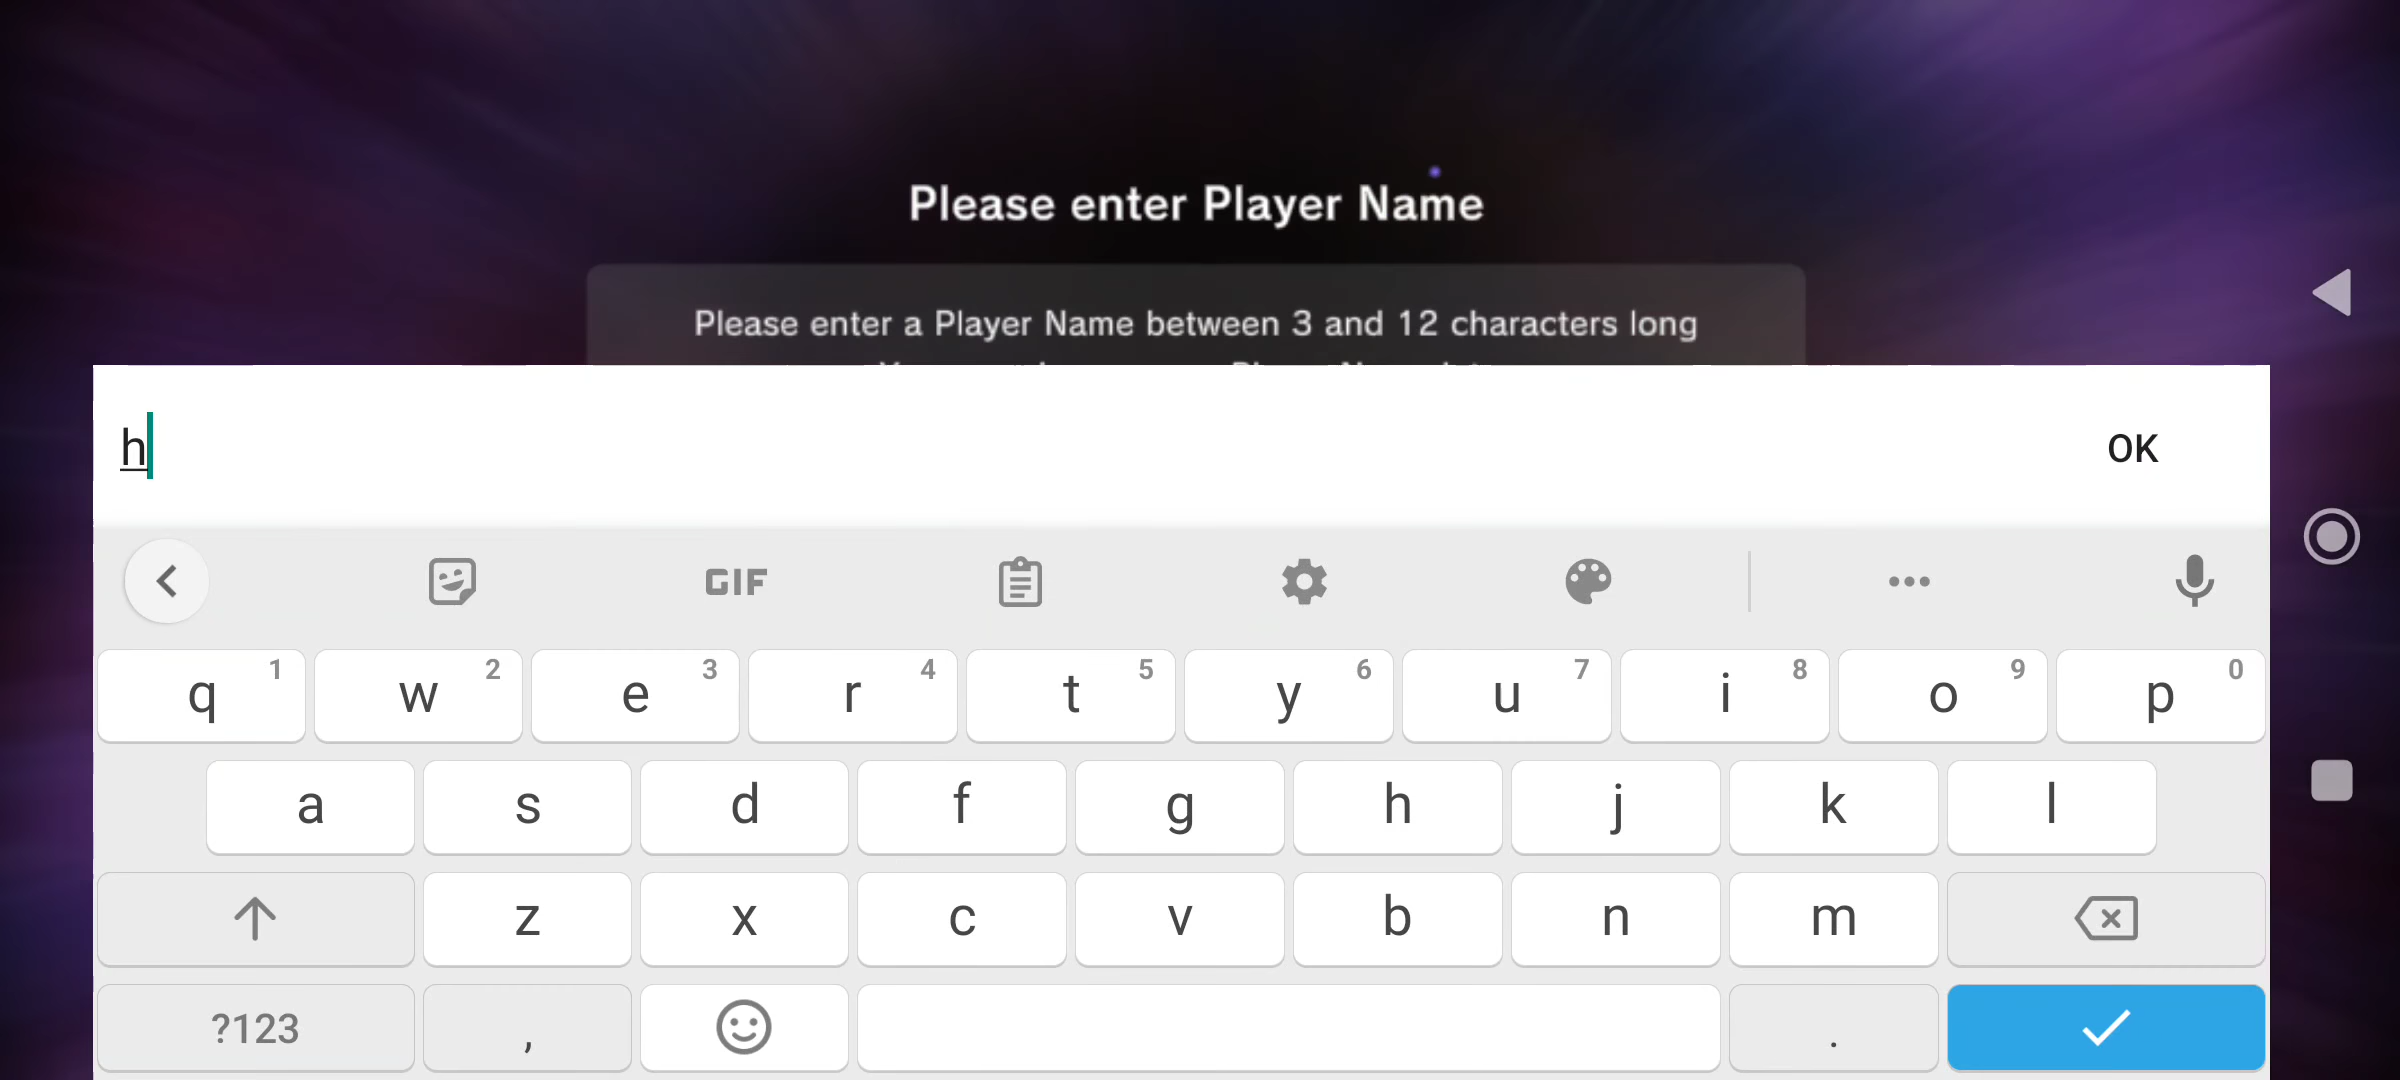 Please enter Player Name
Please enter a Player Name between 3 and 12 characters long
h
OK
GIF
q 1 w 2 e 3 r 4 t 5 y 6 u 7 i 8 o 9 p 0
a s d f g h j k l
z x c v b n m
?123 , .